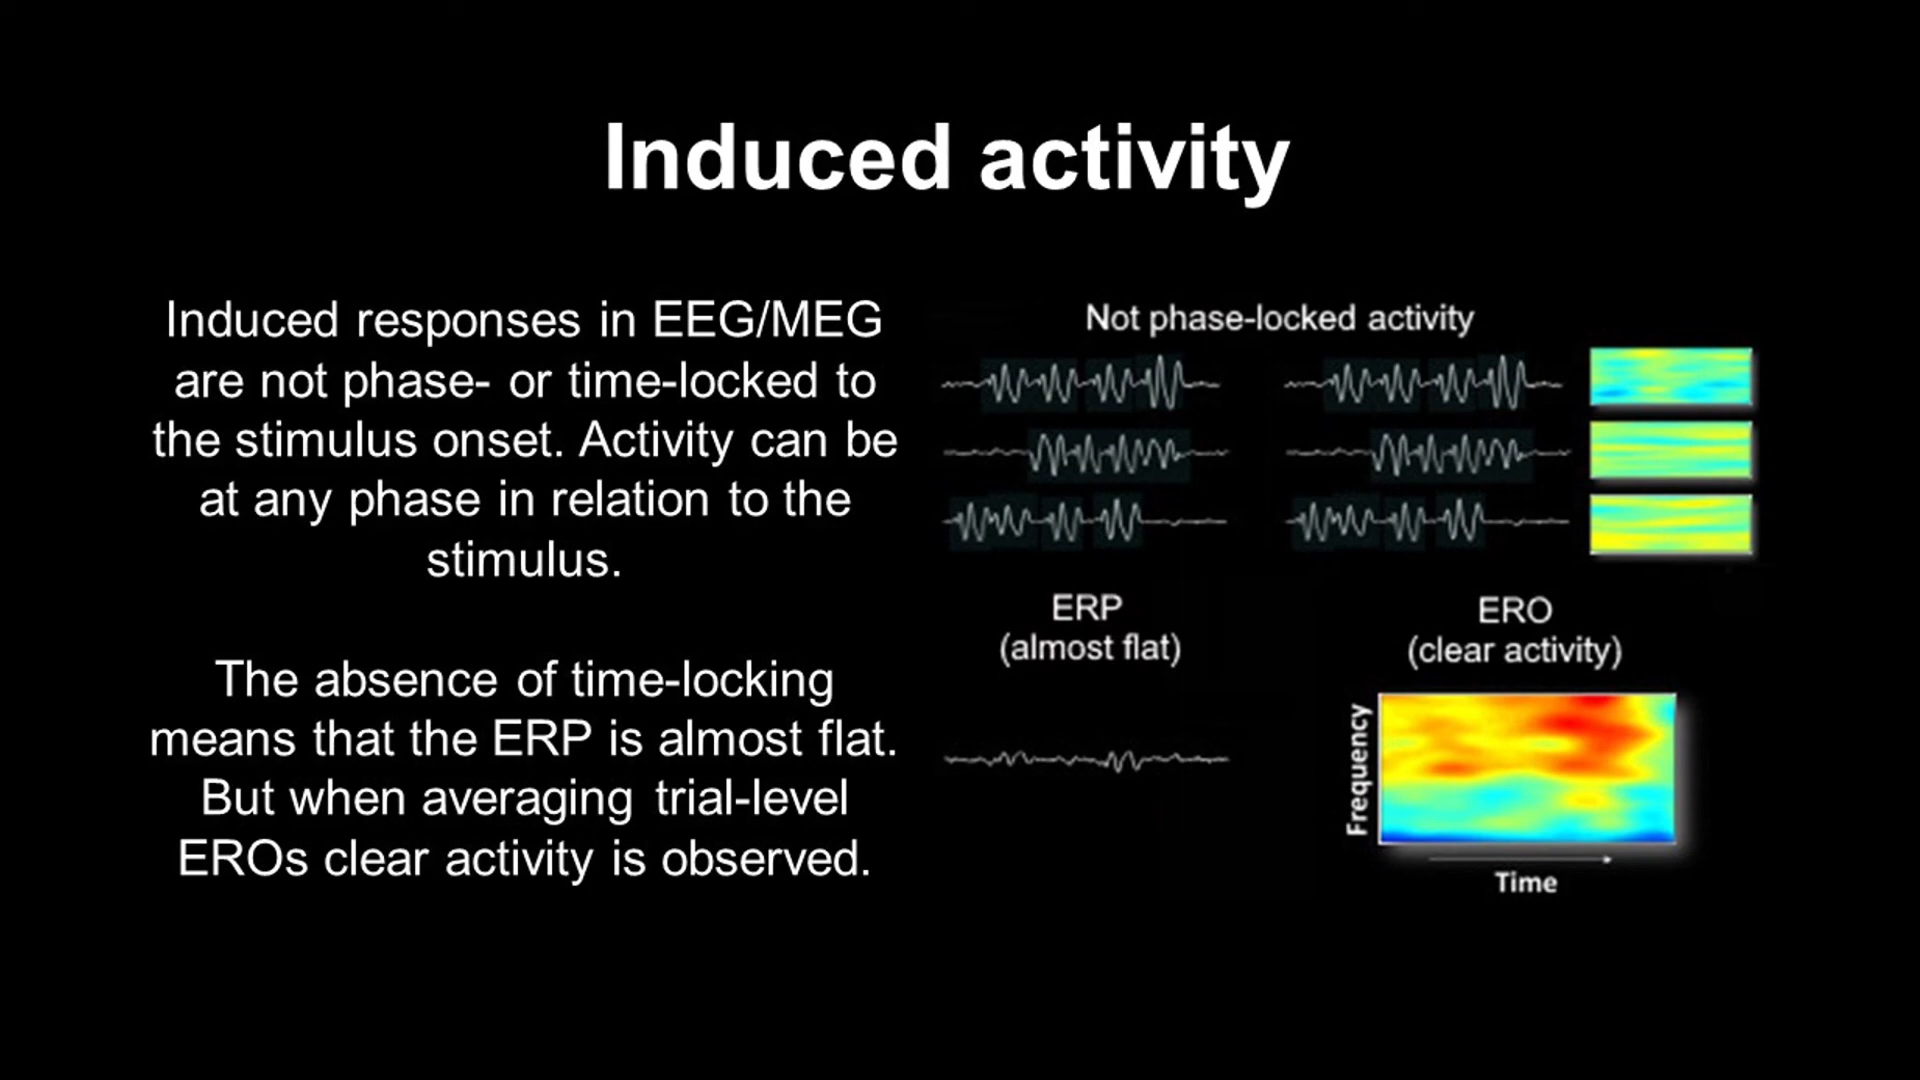 Induced activity
Induced responses in EEG/MEG
are not phase- or time-locked to
the stimulus onset. Activity can be
at any phase in relation to the
stimulus.
The absence of time-locking
means that the ERP is almost flat.
But when averaging trial-level
EROs clear activity is observed.
Not phase-locked activity
ERP
(almost flat)
ERO
(clear activity)
Frequency
Time